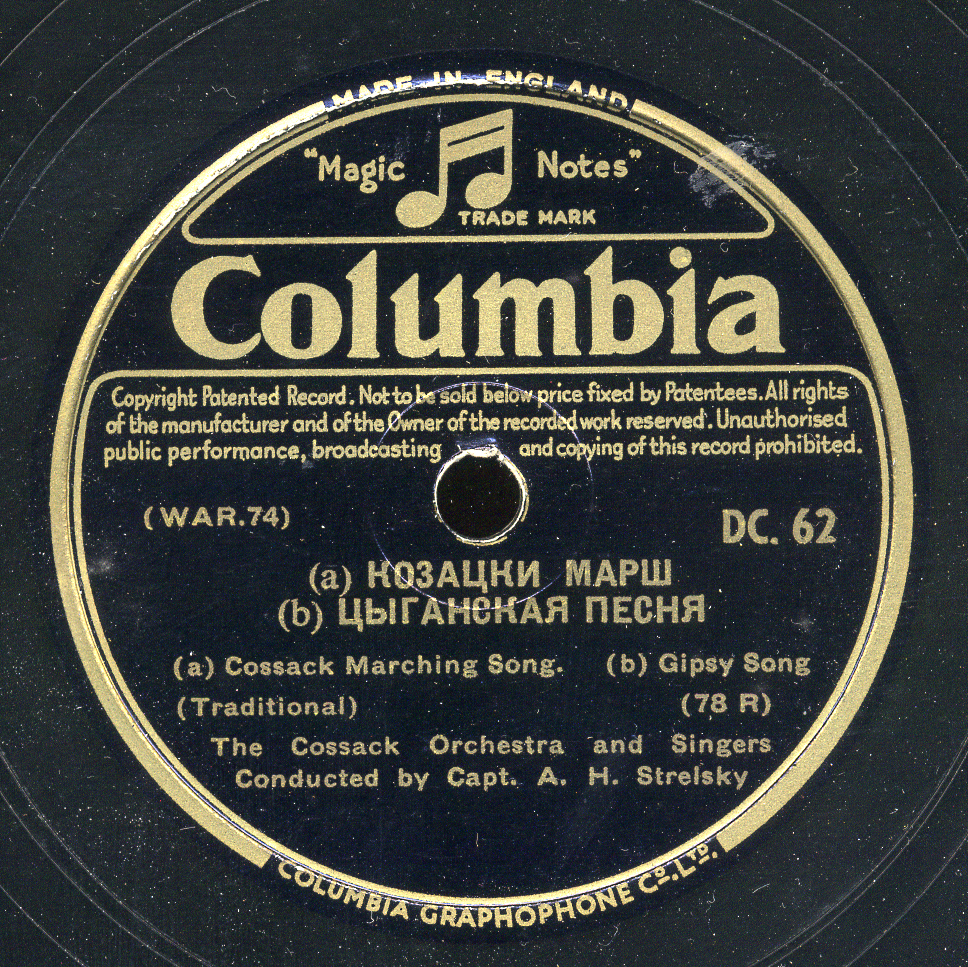 MADE IN ENGLAND
"Magic Notes"
TRADE MARK
Columbia
Copyright Patented Record. Not to be sold below price fixed by Patentees. All rights
of the manufacturer and of the Owner of the recorded work reserved. Unauthorised
public performance, broadcasting and copying of this record prohibited.
(WAR.74) DC. 62
(a) КОЗАЦКИ МАРШ
(b) ЦЫГАНСКАЯ ПЕСНЯ
(a) Cossack Marching Song. (b) Gipsy Song
(Traditional) (78 R)
The Cossack Orchestra and Singers
Conducted by Capt. A. H. Strelsky
COLUMBIA GRAPHOPHONE Co. LTD.